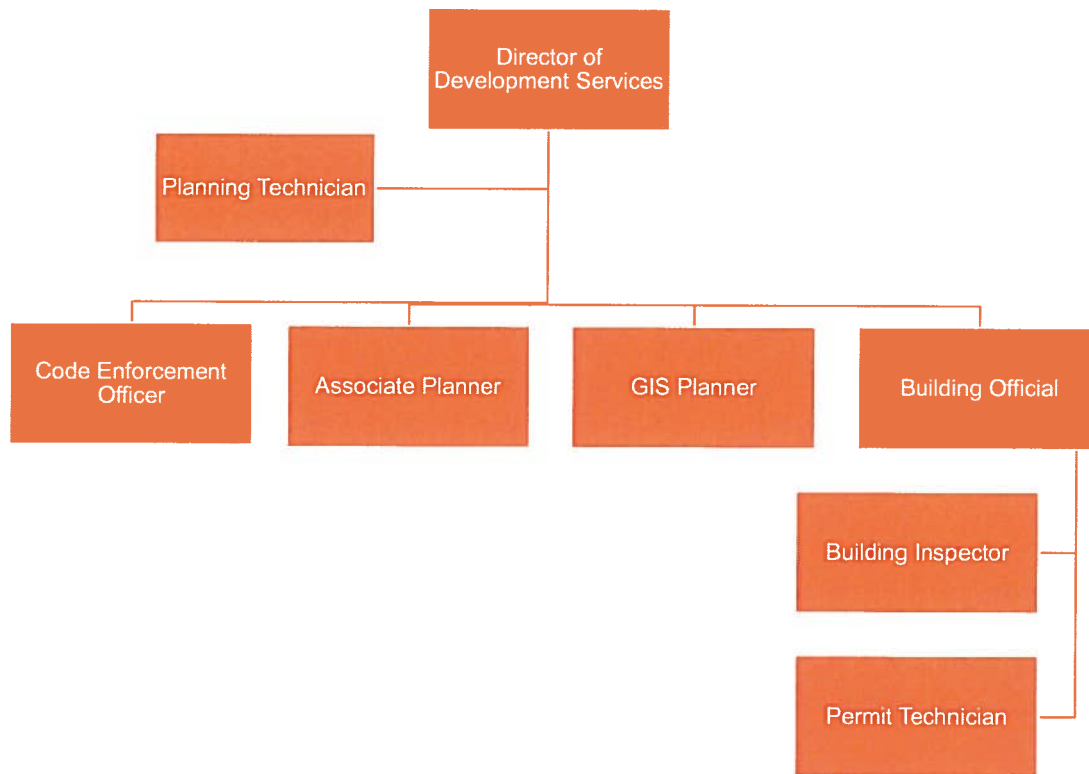 Director of
Development Services
Planning Technician
Code Enforcement
Officer
Associate Planner
GIS Planner
Building Official
Building Inspector
Permit Technician